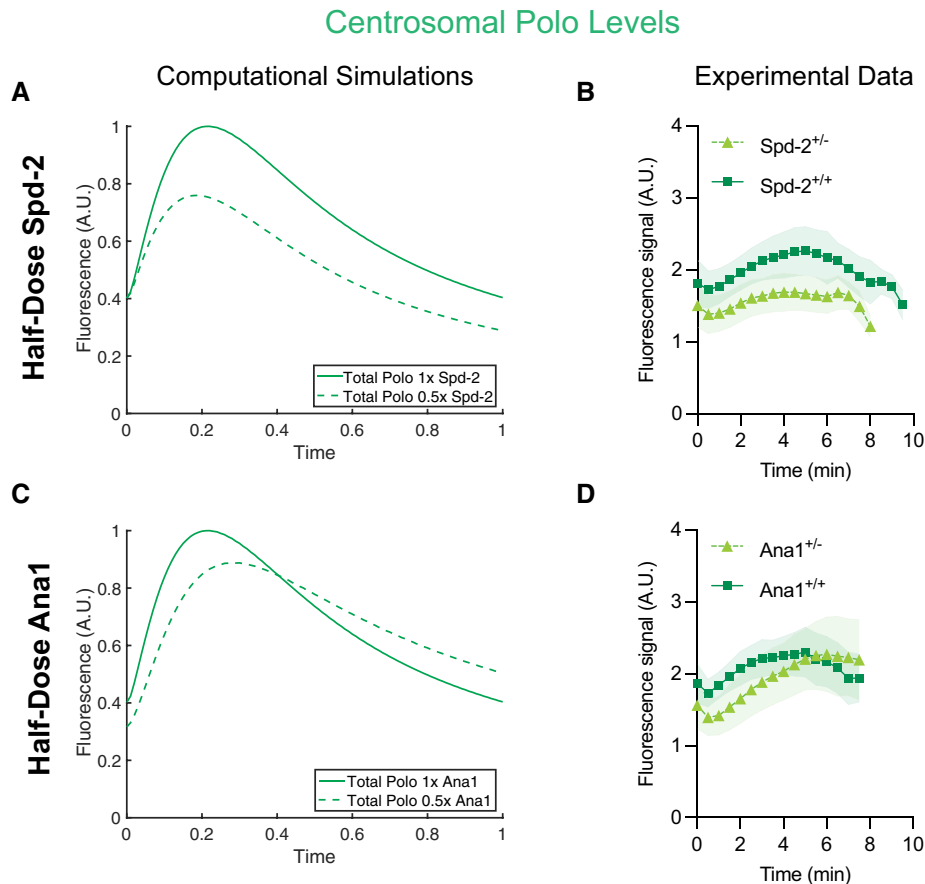 Centrosomal Polo Levels
Computational Simulations
Experimental Data
A
B
Half-Dose Spd-2
Fluorescence (A.U.)
1
0.8
0.6
0.4
0.2
0
0 0.2 0.4 0.6 0.8 1
Time
Total Polo 1x Spd-2
Total Polo 0.5x Spd-2
Fluorescence signal (A.U.)
4
3
2
1
0
0 2 4 6 8 10
Time (min)
Spd-2+/-
Spd-2+/+
C
D
Half-Dose Ana1
Fluorescence (A.U.)
1
0.8
0.6
0.4
0.2
0
0 0.2 0.4 0.6 0.8 1
Time
Total Polo 1x Ana1
Total Polo 0.5x Ana1
Fluorescence signal (A.U.)
4
3
2
1
0
0 2 4 6 8 10
Time (min)
Ana1+/-
Ana1+/+